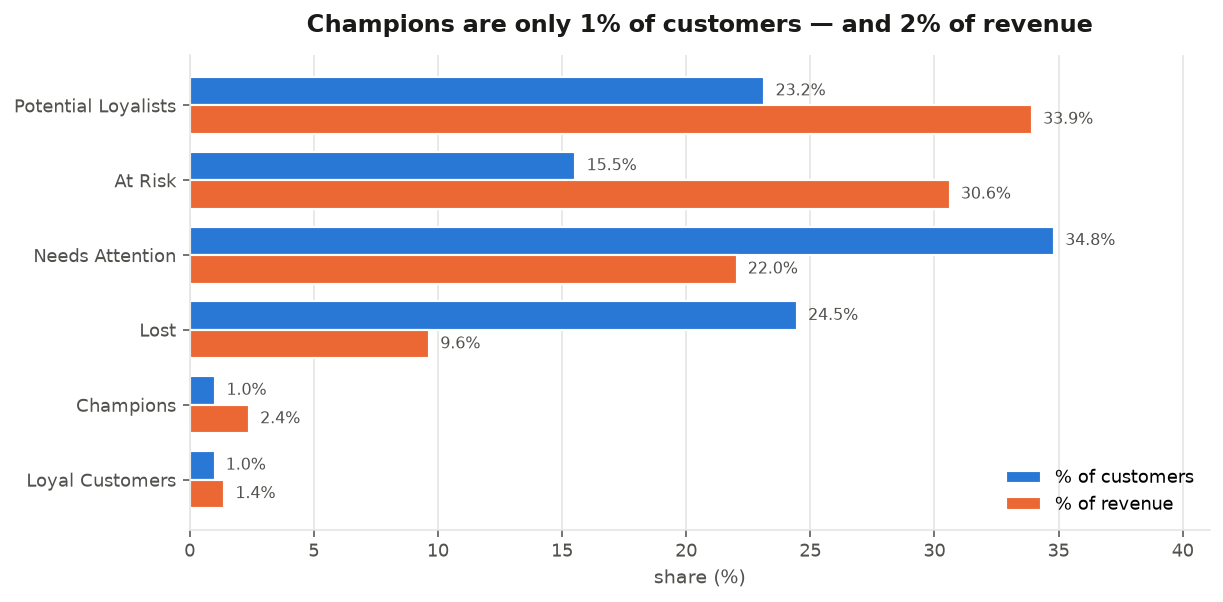 Champions are only 1% of customers — and 2% of revenue
Potential Loyalists
23.2%
33.9%
At Risk
15.5%
30.6%
Needs Attention
34.8%
22.0%
Lost
24.5%
9.6%
Champions
1.0%
2.4%
Loyal Customers
1.0%
1.4%
% of customers
% of revenue
0 5 10 15 20 25 30 35 40
share (%)